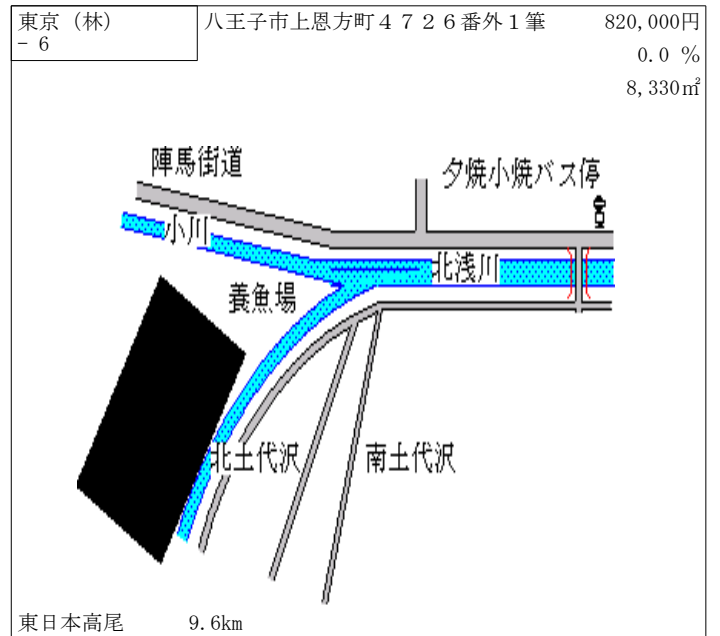 東京（林） 八王子市上恩方町４７２６番外１筆 820,000円
－6 0.0 %
8,330㎡
陣馬街道
夕焼小焼バス停
小川
北浅川
養魚場
北土代沢
南土代沢
東日本高尾 9.6km